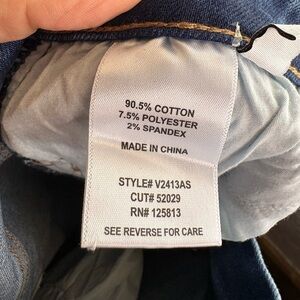 90.5% COTTON
7.5% POLYESTER
2% SPANDEX
MADE IN CHINA
STYLE# V2413AS
CUT# 52029
RN# 125813
SEE REVERSE FOR CARE